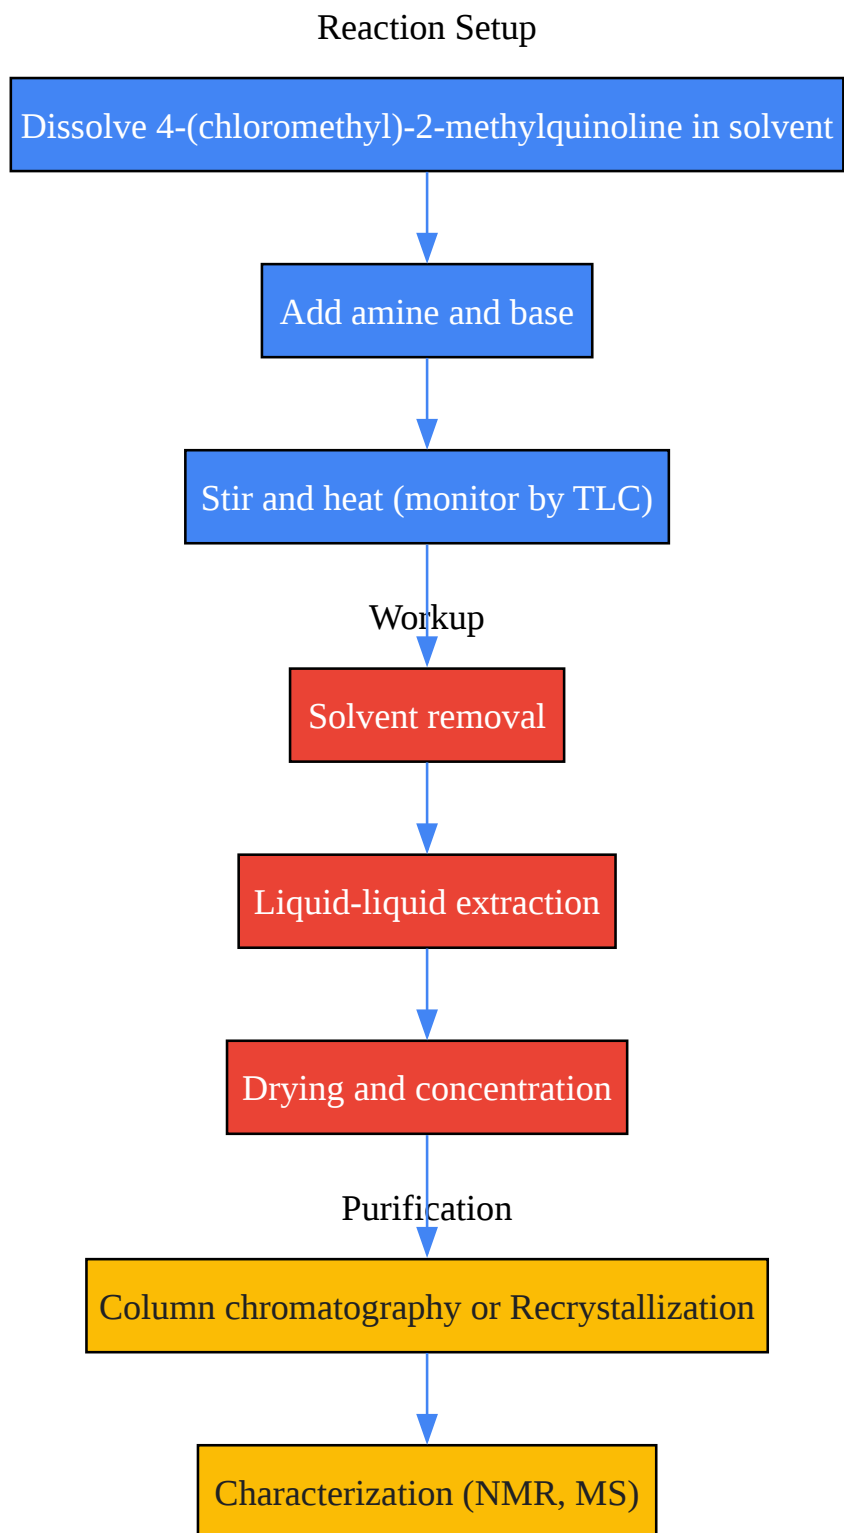 Reaction Setup
Dissolve 4-(chloromethyl)-2-methylquinoline in solvent
Add amine and base
Stir and heat (monitor by TLC)
Workup
Solvent removal
Liquid-liquid extraction
Drying and concentration
Purification
Column chromatography or Recrystallization
Characterization (NMR, MS)